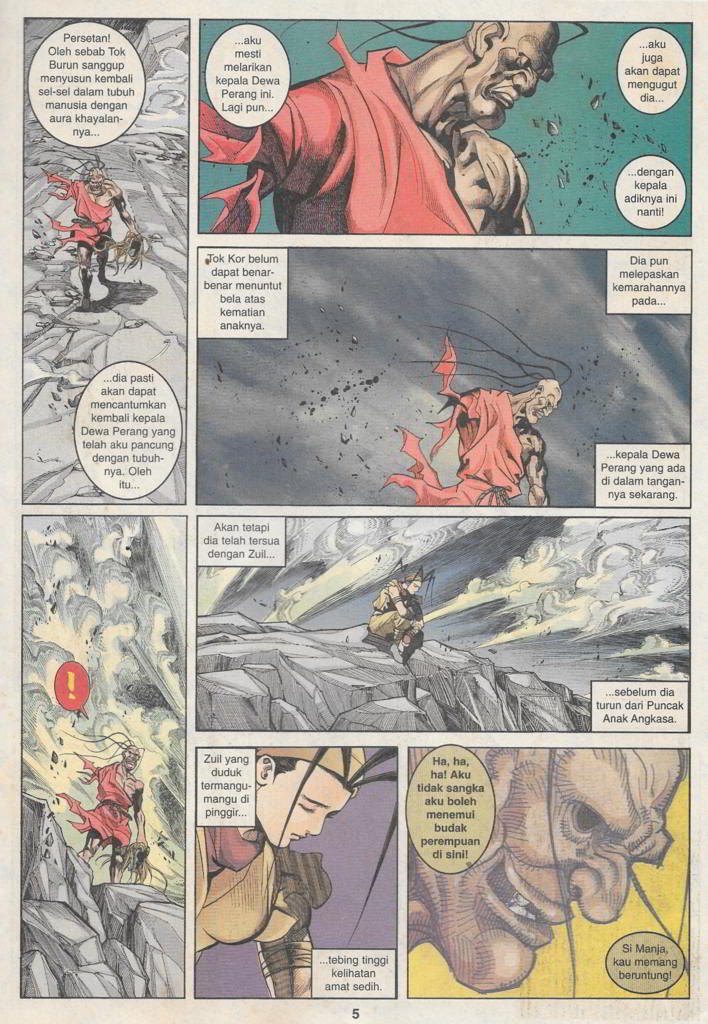 Persetan!
Oleh sebab Tok
Burun sanggup
menyusun kembali
sel-sel dalam tubuh
manusia dengan
aura khayalan-
nya...
...dia pasti
akan dapat
mencantumkan
kembali kepala
Dewa Perang yang
telah aku pancung
dengan tubuh-
nya. Oleh
itu...
...aku
mesti
melarikan
kepala Dewa
Perang ini.
Lagi pun...
...aku
juga
akan dapat
mengugut
dia...
...dengan
kepala
adiknya ini
nanti!
Tok Kor belum
dapat benar-
benar menuntut
bela atas
kematian
anaknya.
Dia pun
melepaskan
kemarahannya
pada...
...kepala Dewa
Perang yang ada
di dalam tangan-
nya sekarang.
!
Akan tetapi
dia telah tersua
dengan Zuil...
...sebelum dia
turun dari Puncak
Anak Angkasa.
Zuil yang
duduk
termangu-
mangu di
pinggir...
...tebing tinggi
kelihatan
amat sedih.
Ha, ha,
ha! Aku
tidak sangka
aku boleh
menemui
budak
perempuan
di sini!
Si Manja,
kau memang
beruntung!
5